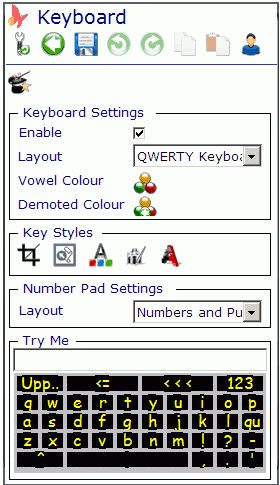 Keyboard
Keyboard Settings
Enable
Layout QWERTY Keyboa
Vowel Colour
Demoted Colour
Key Styles
Number Pad Settings
Layout Numbers and Pu
Try Me
Upp.. <= <<< 123
q w e r t y u i o p
a s d f g h j k l qu
z x c v b n m ! ? -
^ , . '